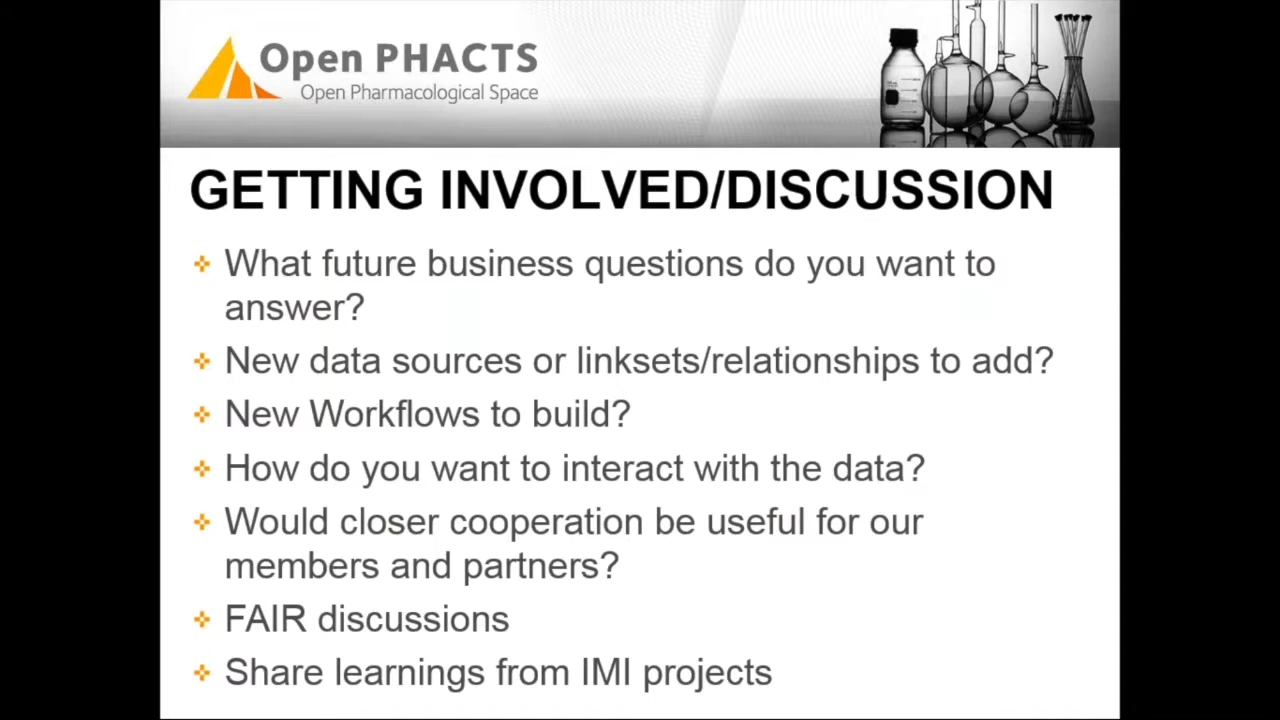 Open PHACTS
Open Pharmacological Space
GETTING INVOLVED/DISCUSSION
What future business questions do you want to
answer?
New data sources or linksets/relationships to add?
New Workflows to build?
How do you want to interact with the data?
Would closer cooperation be useful for our
members and partners?
FAIR discussions
Share learnings from IMI projects